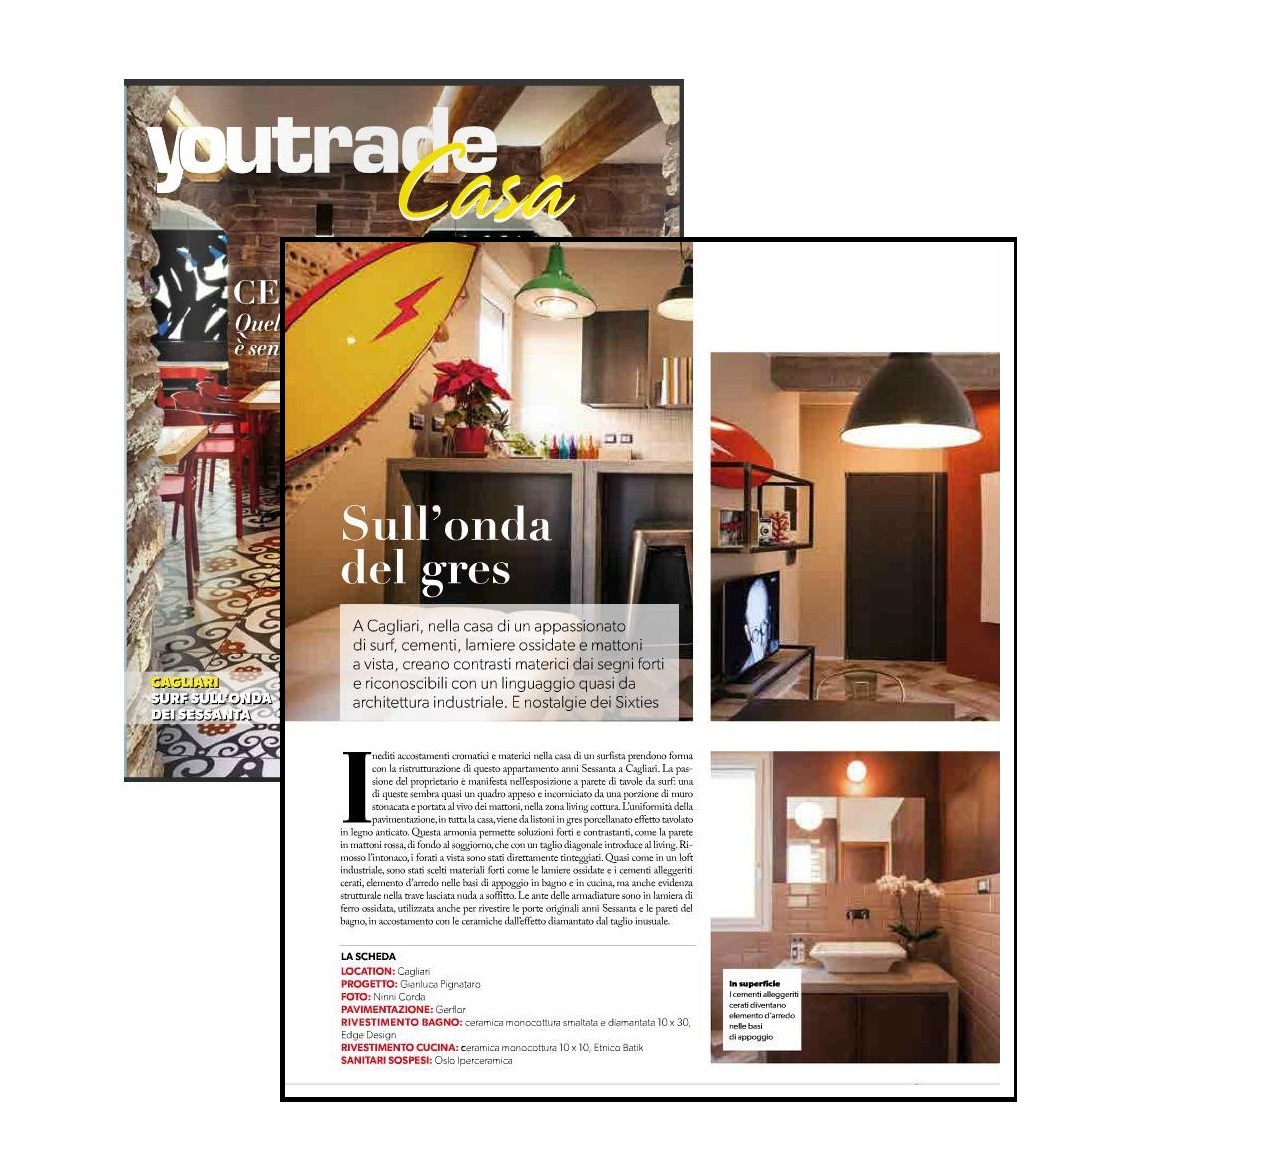 youtrade
Casa
CE
Quel
è sen
CAGLIARI
SURF SULL'ONDA
DEI SESSANTA
Sull'onda
del gres
A Cagliari, nella casa di un appassionato
di surf, cementi, lamiere ossidate e mattoni
a vista, creano contrasti materici dai segni forti
e riconoscibili con un linguaggio quasi da
architettura industriale. E nostalgie dei Sixties
Inediti accostamenti cromatici e materici nella casa di un surfista prendono forma
con la ristrutturazione di questo appartamento anni Sessanta a Cagliari. La pas-
sione del proprietario è manifesta nell'esposizione a parete di tavole da surf: una
di queste sembra quasi un quadro appeso e incorniciato da una porzione di muro
stonacata e portata al vivo dei mattoni, nella zona living cottura. L'uniformità della
pavimentazione, in tutta la casa, viene da listoni in gres porcellanato effetto tavolato
in legno anticato. Questa armonia permette soluzioni forti e contrastanti, come la parete
in mattoni rossa, di fondo al soggiorno, che con un taglio diagonale introduce al living. Ri-
mosso l'intonaco, i forati a vista sono stati direttamente tinteggiati. Quasi come in un loft
industriale, sono stati scelti materiali forti come le lamiere ossidate e i cementi alleggeriti
cerati, elemento d'arredo nelle basi di appoggio in bagno e in cucina, ma anche evidenza
strutturale nella trave lasciata nuda a soffitto. Le ante delle armadiature sono in lamiera di
ferro ossidata, utilizzata anche per rivestire le porte originali anni Sessanta e le pareti del
bagno, in accostamento con le ceramiche dall'effetto diamantato dal taglio inusuale.
LA SCHEDA
LOCATION: Cagliari
PROGETTO: Gianluca Pignataro
FOTO: Ninni Corda
PAVIMENTAZIONE: Gerflor
RIVESTIMENTO BAGNO: ceramica monocottura smaltata e diamantata 10 x 30,
Edge Design
RIVESTIMENTO CUCINA: ceramica monocottura 10 x 10, Etnico Batik
SANITARI SOSPESI: Oslo Iperceramica
In superficie
I cementi alleggeriti
cerati diventano
elemento d'arredo
nelle basi
di appoggio